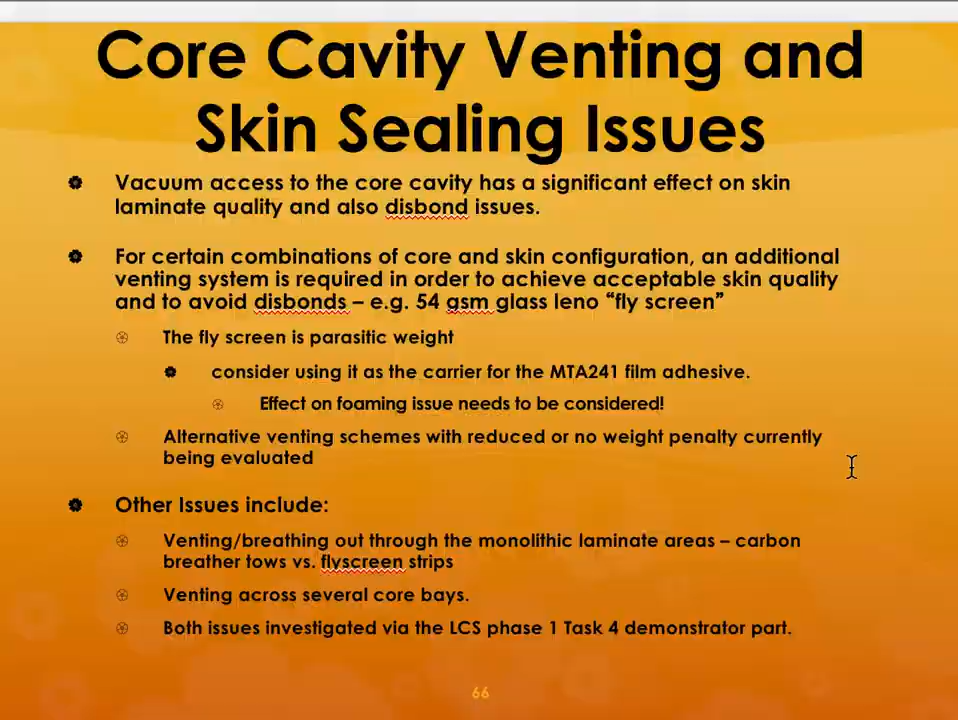 Core Cavity Venting and
Skin Sealing Issues
Vacuum access to the core cavity has a significant effect on skin
laminate quality and also disbond issues.
For certain combinations of core and skin configuration, an additional
venting system is required in order to achieve acceptable skin quality
and to avoid disbonds – e.g. 54 gsm glass leno “fly screen”
The fly screen is parasitic weight
consider using it as the carrier for the MTA241 film adhesive.
Effect on foaming issue needs to be considered!
Alternative venting schemes with reduced or no weight penalty currently
being evaluated
Other Issues include:
Venting/breathing out through the monolithic laminate areas – carbon
breather tows vs. flyscreen strips
Venting across several core bays.
Both issues investigated via the LCS phase 1 Task 4 demonstrator part.
66